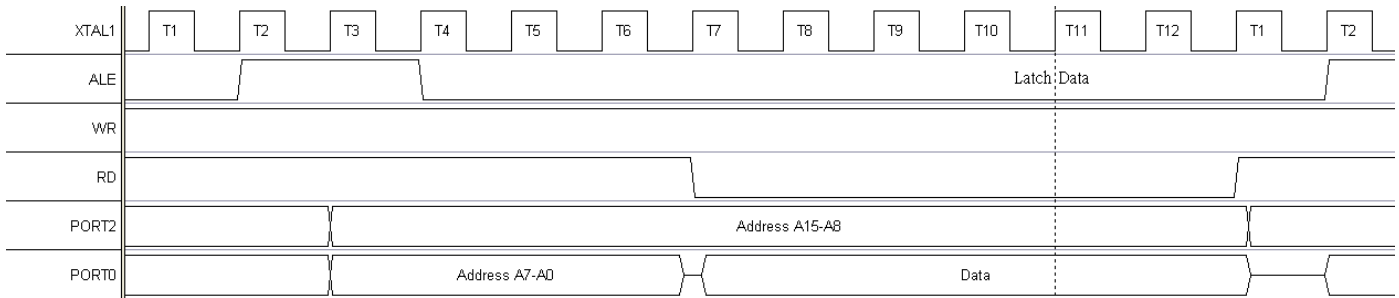 XTAL1 T1 T2 T3 T4 T5 T6 T7 T8 T9 T10 T11 T12 T1 T2
ALE Latch Data
WR
RD
PORT2 Address A15-A8
PORT0 Address A7-A0 Data